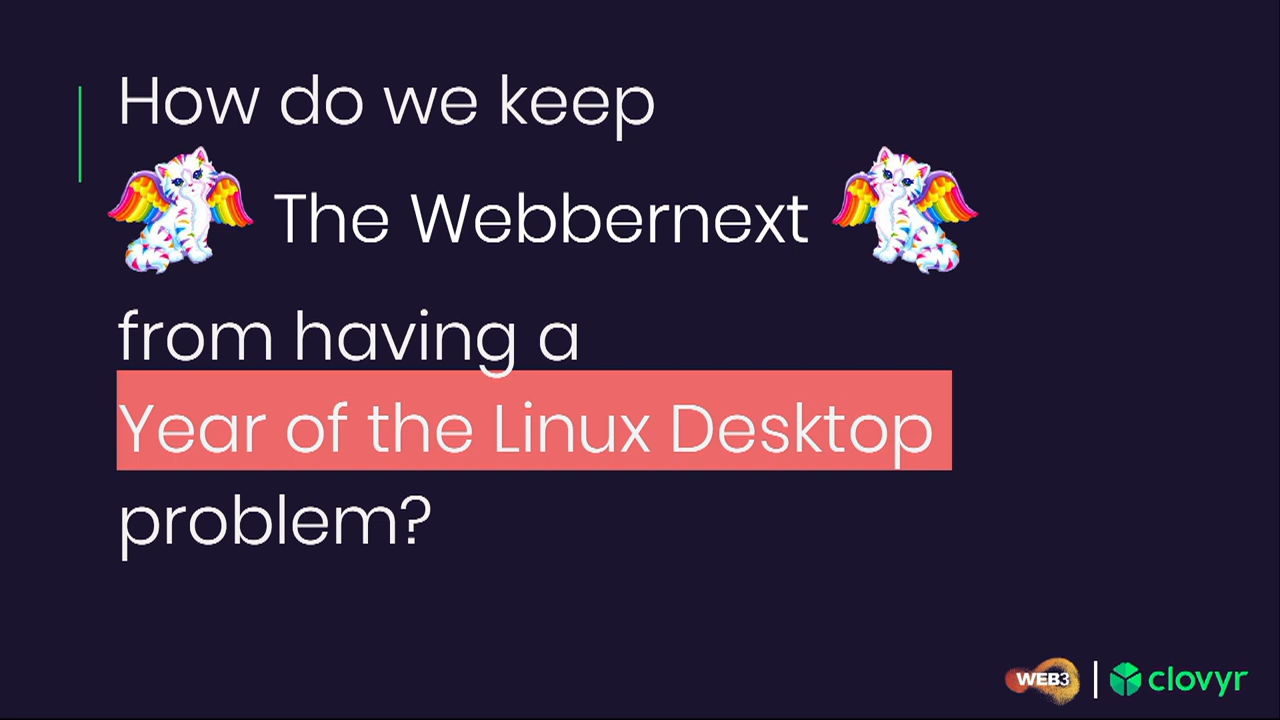 How do we keep
The Webbernext
from having a
Year of the Linux Desktop
problem?
WEB3 clovyr